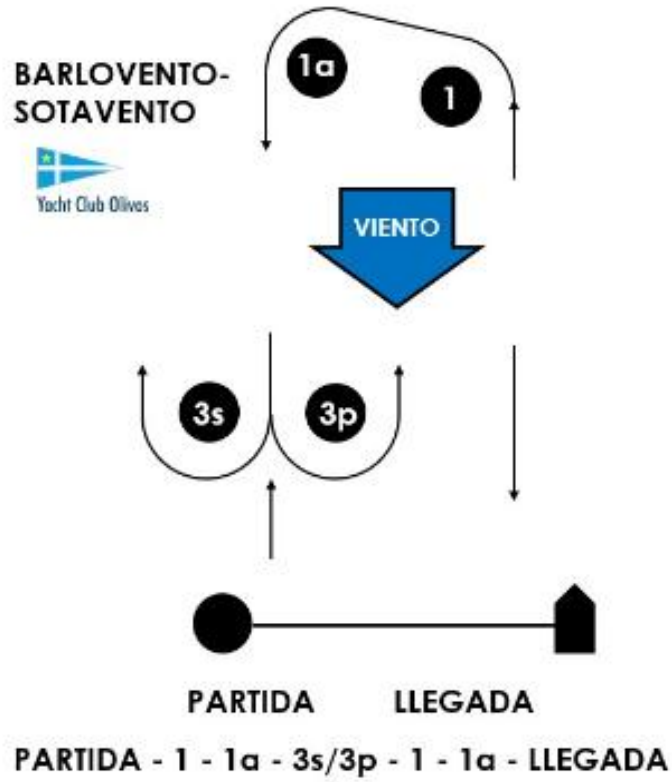 BARLOVENTO-
SOTAVENTO
Yacht Club Olivos
1a
1
VIENTO
3s
3p
PARTIDA
LLEGADA
PARTIDA - 1 - 1a - 3s/3p - 1 - 1a - LLEGADA